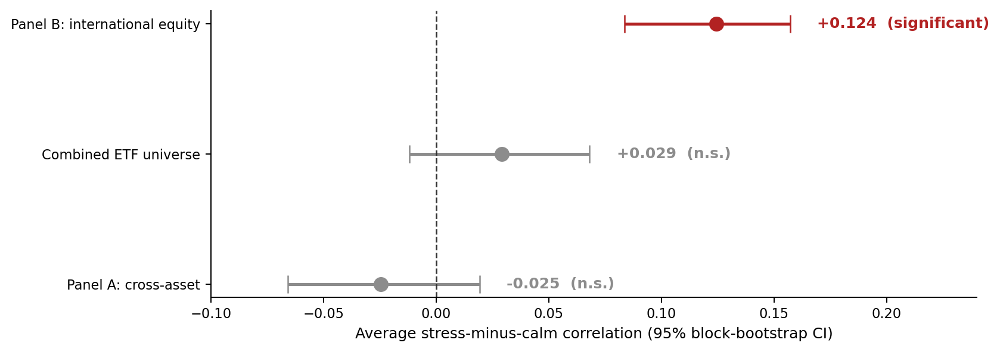 Panel B: international equity
+0.124  (significant)
Combined ETF universe
+0.029  (n.s.)
Panel A: cross-asset
-0.025  (n.s.)
−0.10 −0.05 0.00 0.05 0.10 0.15 0.20
Average stress-minus-calm correlation (95% block-bootstrap CI)